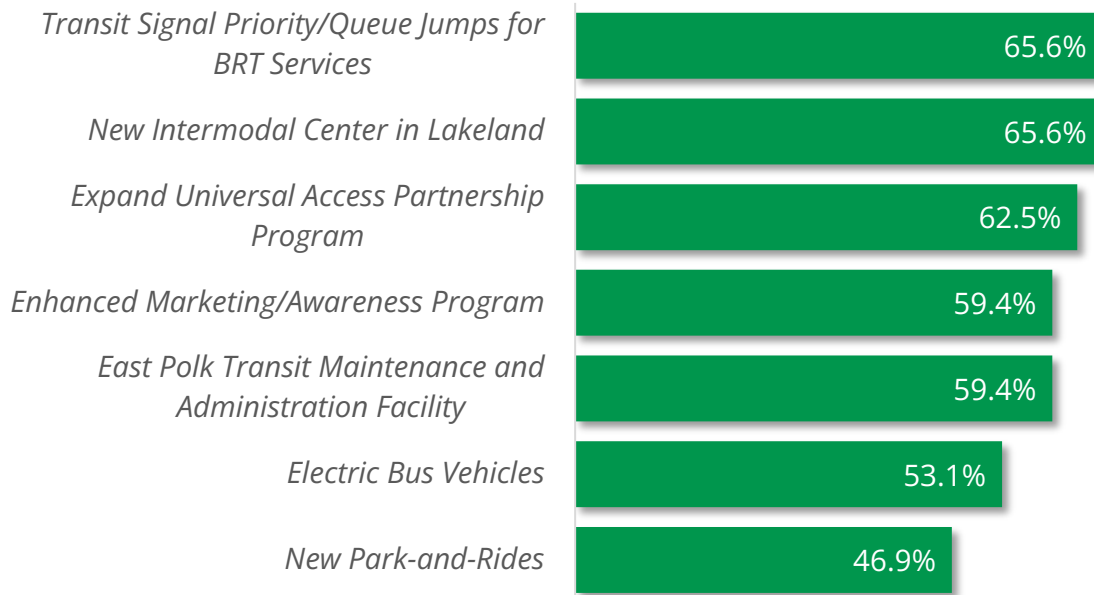 Transit Signal Priority/Queue Jumps for
BRT Services
65.6%
New Intermodal Center in Lakeland
65.6%
Expand Universal Access Partnership
Program
62.5%
Enhanced Marketing/Awareness Program
59.4%
East Polk Transit Maintenance and
Administration Facility
59.4%
Electric Bus Vehicles
53.1%
New Park-and-Rides
46.9%